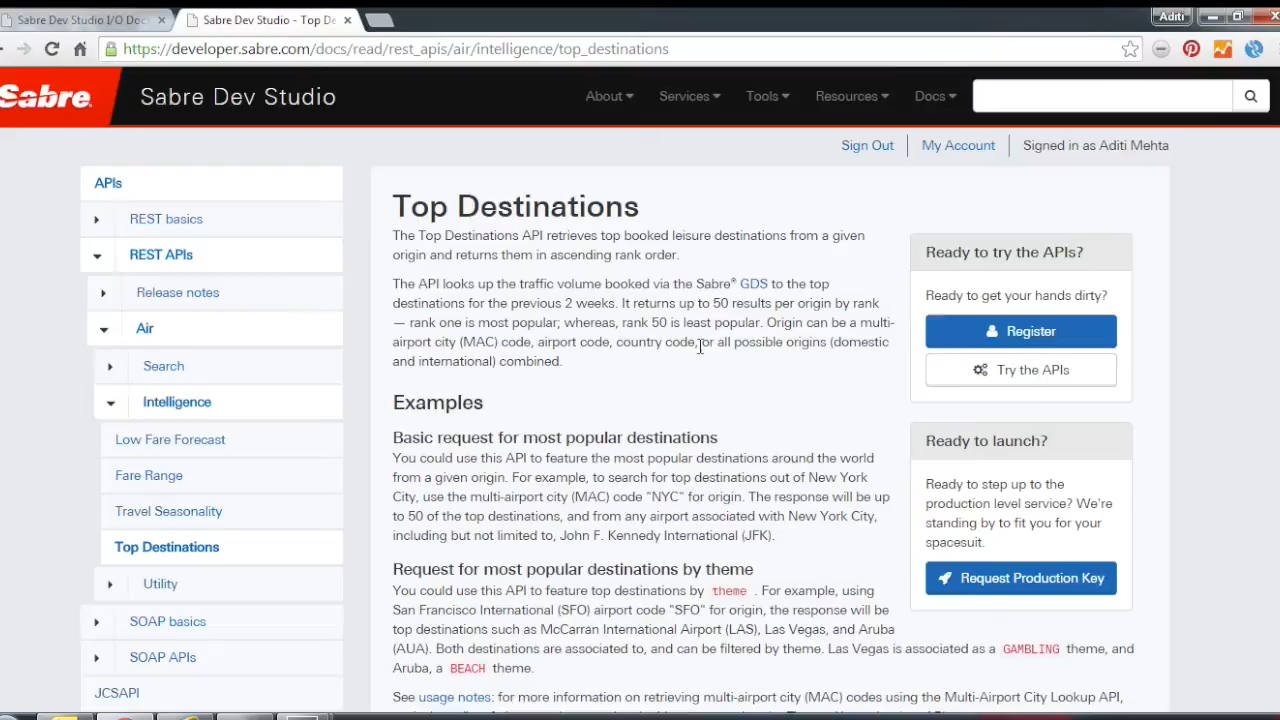 Sabre Dev Studio I/O Docs
Sabre Dev Studio - Top De
Aditi
https://developer.sabre.com/docs/read/rest_apis/air/intelligence/top_destinations
Sabre
Sabre Dev Studio
About
Services
Tools
Resources
Docs
Sign Out
My Account
Signed in as Aditi Mehta
APIs
REST basics
REST APIs
Release notes
Air
Search
Intelligence
Low Fare Forecast
Fare Range
Travel Seasonality
Top Destinations
Utility
SOAP basics
SOAP APIs
JCSAPI
Top Destinations
The Top Destinations API retrieves top booked leisure destinations from a given
origin and returns them in ascending rank order.
The API looks up the traffic volume booked via the Sabre® GDS to the top
destinations for the previous 2 weeks. It returns up to 50 results per origin by rank
— rank one is most popular; whereas, rank 50 is least popular. Origin can be a multi-
airport city (MAC) code, airport code, country code, or all possible origins (domestic
and international) combined.
Examples
Basic request for most popular destinations
You could use this API to feature the most popular destinations around the world
from a given origin. For example, to search for top destinations out of New York
City, use the multi-airport city (MAC) code "NYC" for origin. The response will be up
to 50 of the top destinations, and from any airport associated with New York City,
including but not limited to, John F. Kennedy International (JFK).
Request for most popular destinations by theme
You could use this API to feature top destinations by theme . For example, using
San Francisco International (SFO) airport code "SFO" for origin, the response will be
top destinations such as McCarran International Airport (LAS), Las Vegas, and Aruba
(AUA). Both destinations are associated to, and can be filtered by theme. Las Vegas is associated as a GAMBLING theme, and
Aruba, a BEACH theme.
See usage notes: for more information on retrieving multi-airport city (MAC) codes using the Multi-Airport City Lookup API,
Ready to try the APIs?
Ready to get your hands dirty?
Register
Try the APIs
Ready to launch?
Ready to step up to the
production level service? We're
standing by to fit you for your
spacesuit.
Request Production Key